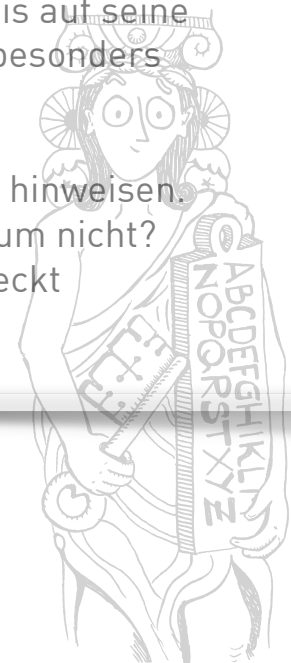 is auf seine
besonders
hinweisen.
um nicht?
eckt
ABCDEFGHIKL
NOPQRSTXYZ